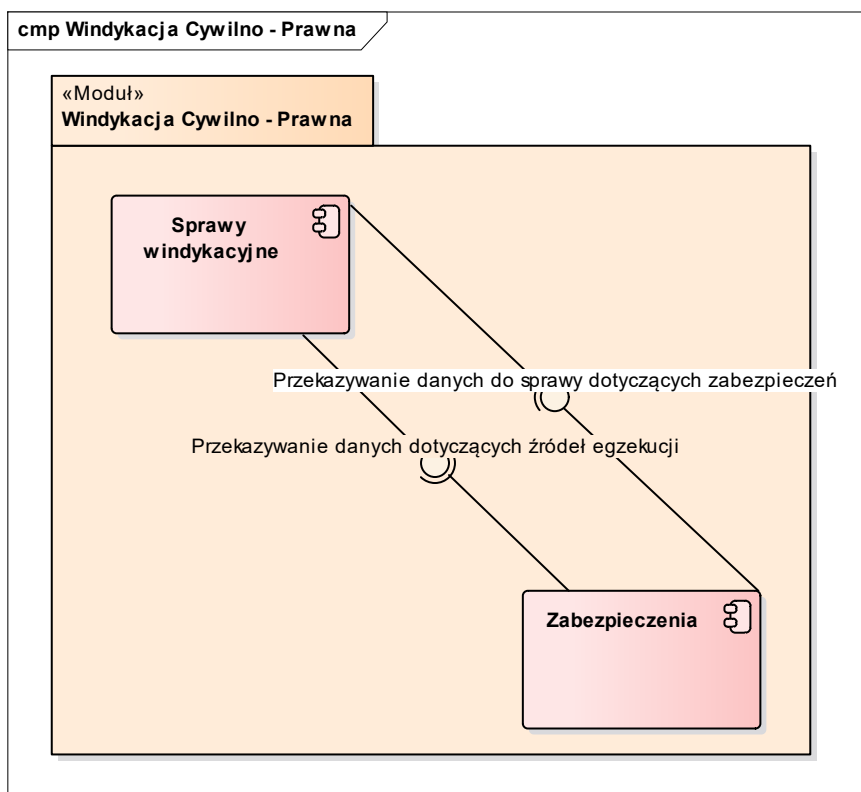 cmp Windykacja Cywilno - Prawna
«Moduł»
Windykacja Cywilno - Prawna
Sprawy
windykacyjne
Przekazywanie danych do sprawy dotyczących zabezpieczeń
Przekazywanie danych dotyczących źródeł egzekucji
Zabezpieczenia